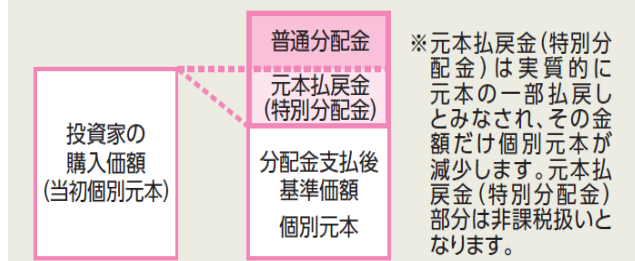 投資家の
購入価額
(当初個別元本)
普通分配金
元本払戻金
(特別分配金)
分配金支払後
基準価額
個別元本
※元本払戻金(特別分
配金)は実質的に
元本の一部払戻し
とみなされ、その金
額だけ個別元本が
減少します。元本払
戻金(特別分配金)
部分は非課税扱いと
なります。